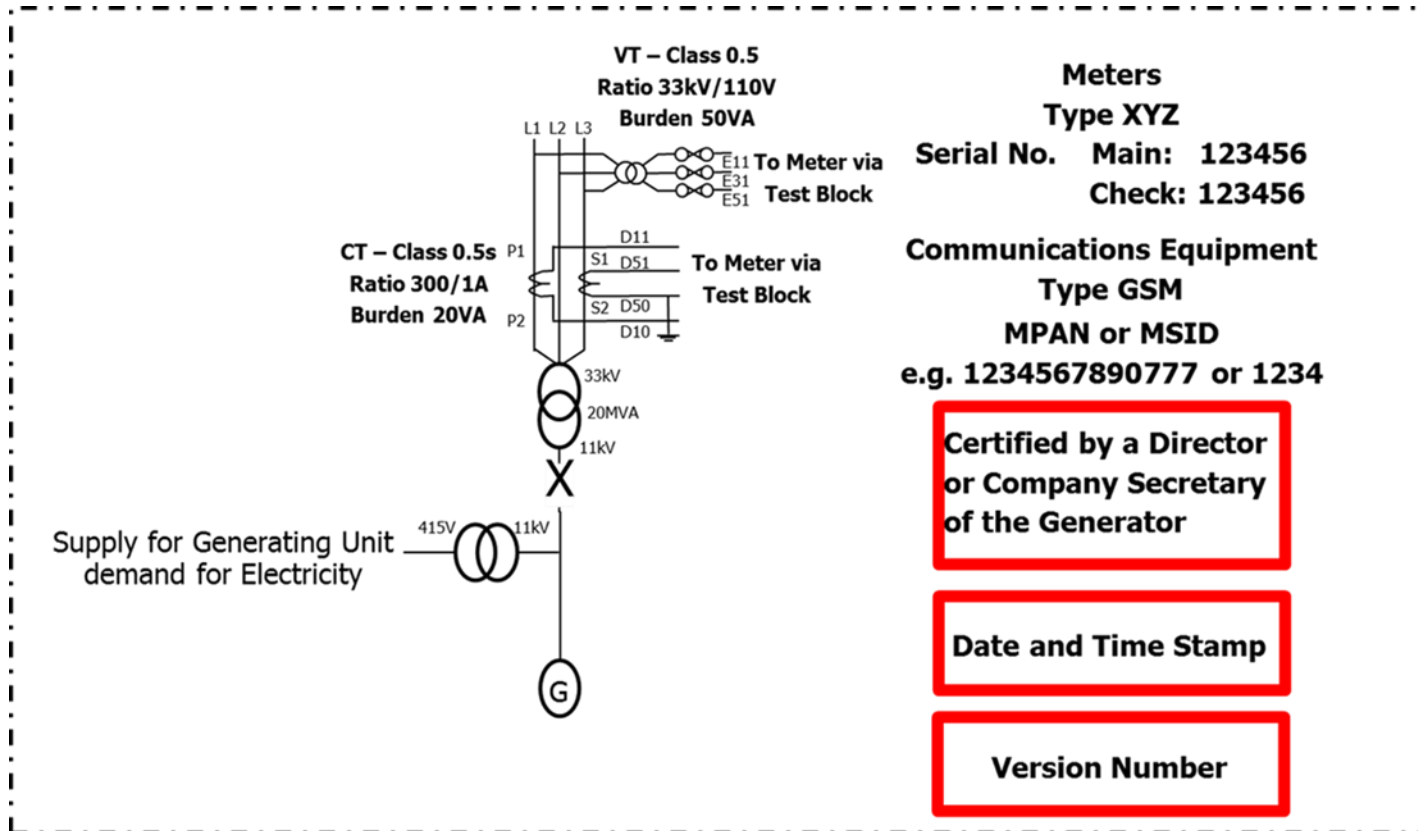 VT – Class 0.5
Ratio 33kV/110V
Burden 50VA
L1 L2 L3
E11
E31
E51
To Meter via
Test Block
CT – Class 0.5s
Ratio 300/1A
Burden 20VA
P1
P2
D11
S1 D51
S2 D50
D10
To Meter via
Test Block
33kV
20MVA
11kV
X
415V
11kV
Supply for Generating Unit
demand for Electricity
G
Meters
Type XYZ
Serial No. Main: 123456
Check: 123456
Communications Equipment
Type GSM
MPAN or MSID
e.g. 1234567890777 or 1234
Certified by a Director
or Company Secretary
of the Generator
Date and Time Stamp
Version Number